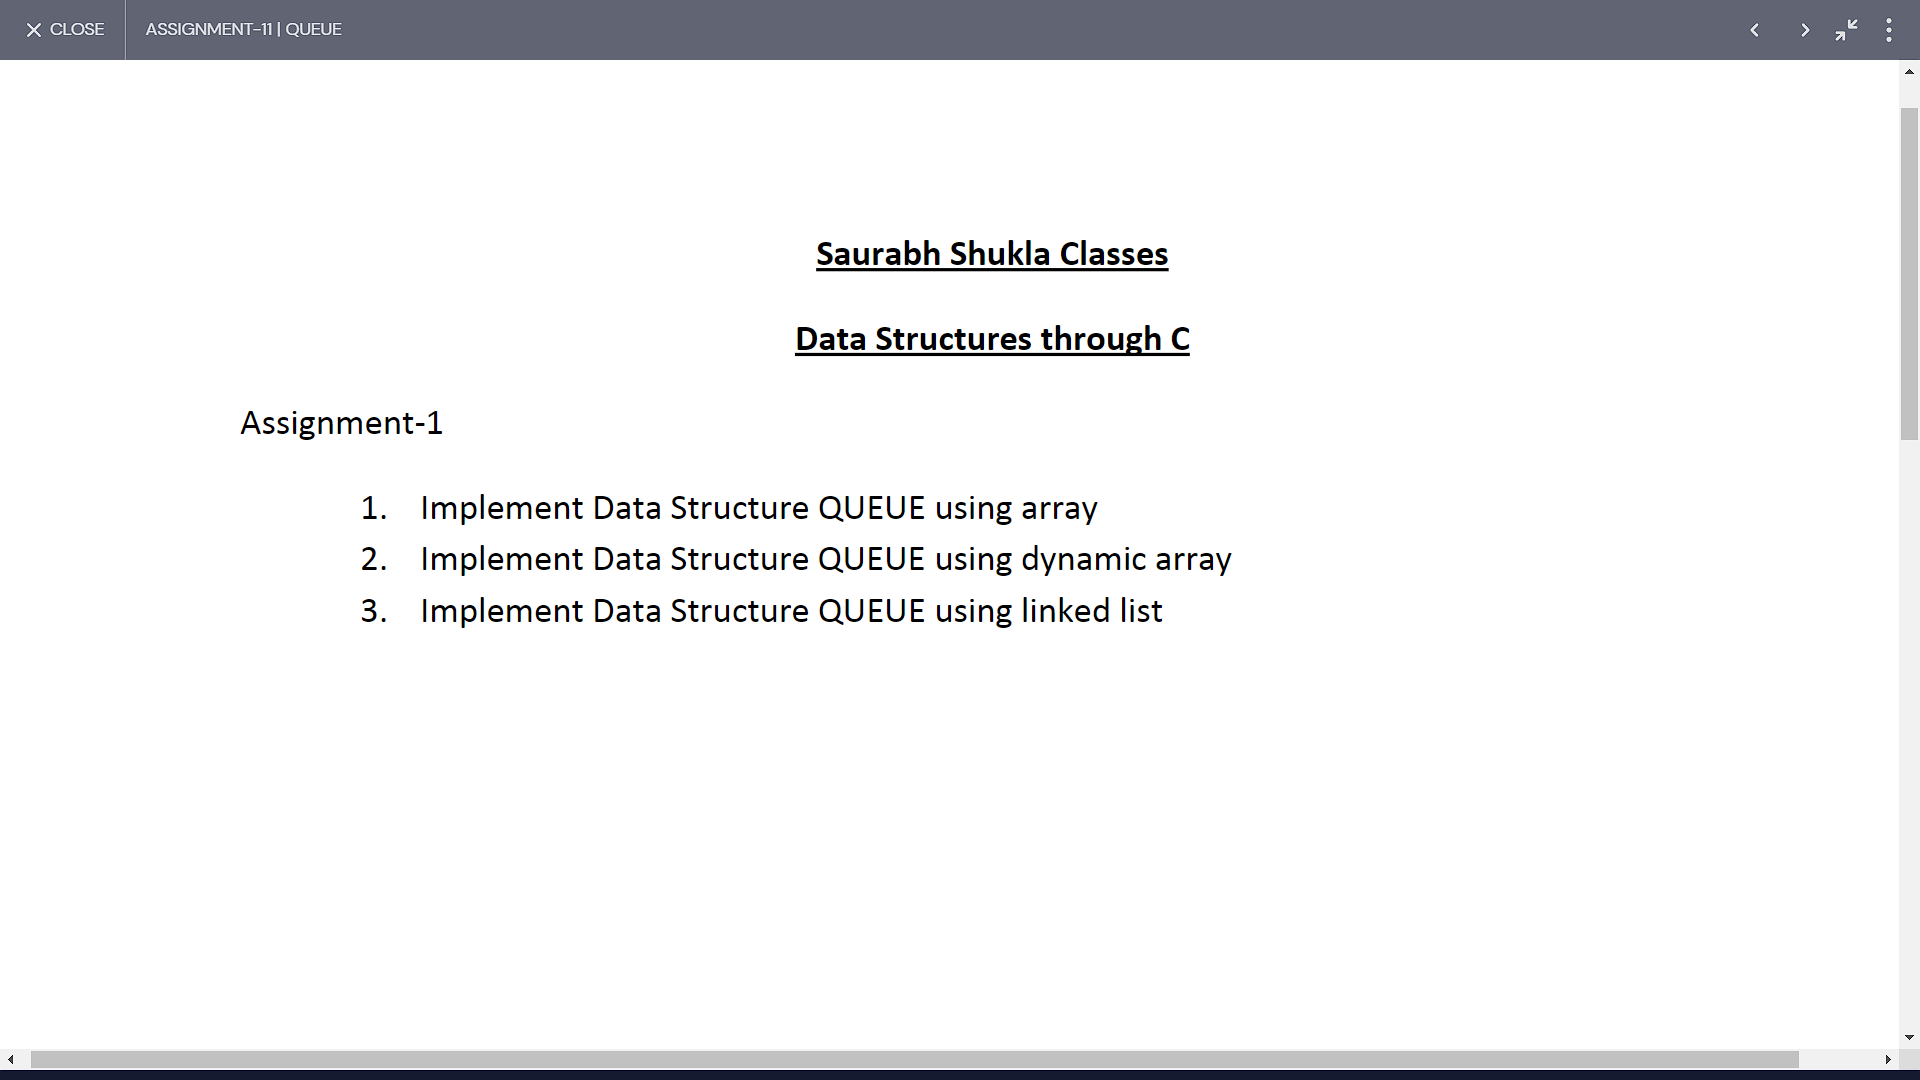 CLOSE
ASSIGNMENT-11 | QUEUE
Saurabh Shukla Classes
Data Structures through C
Assignment-1
1. Implement Data Structure QUEUE using array
2. Implement Data Structure QUEUE using dynamic array
3. Implement Data Structure QUEUE using linked list